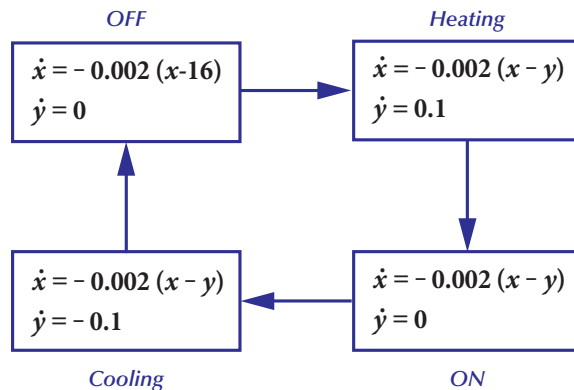 OFF
ẋ = – 0.002 (x-16)
ẏ = 0
Heating
ẋ = – 0.002 (x – y)
ẏ = 0.1
ẋ = – 0.002 (x – y)
ẏ = – 0.1
Cooling
ẋ = – 0.002 (x – y)
ẏ = 0
ON